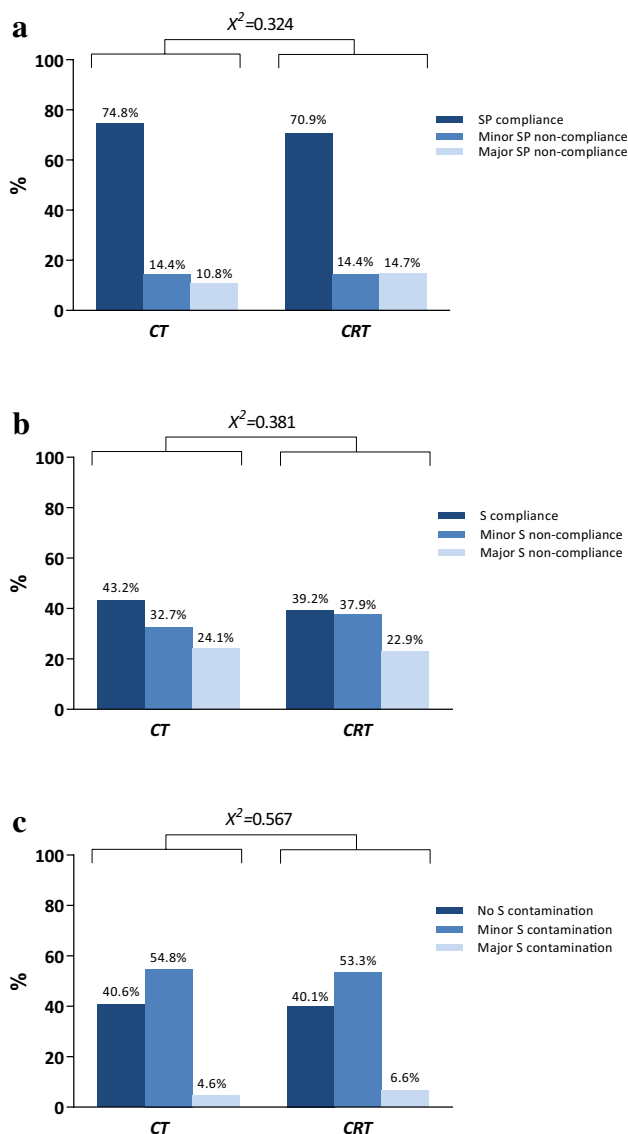 a
X²=0.324
100
80
60
40
20
0
%
74.8%
14.4%
10.8%
70.9%
14.4%
14.7%
CT
CRT
SP compliance
Minor SP non-compliance
Major SP non-compliance
b
X²=0.381
100
80
60
40
20
0
%
43.2%
32.7%
24.1%
39.2%
37.9%
22.9%
CT
CRT
S compliance
Minor S non-compliance
Major S non-compliance
c
X²=0.567
100
80
60
40
20
0
%
40.6%
54.8%
4.6%
40.1%
53.3%
6.6%
CT
CRT
No S contamination
Minor S contamination
Major S contamination